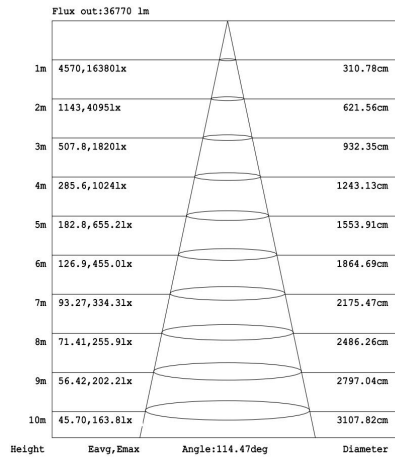 Flux out:36770 lm
1m 4570,16380lx 310.78cm
2m 1143,4095lx 621.56cm
3m 507.8,1820lx 932.35cm
4m 285.6,1024lx 1243.13cm
5m 182.8,655.2lx 1553.91cm
6m 126.9,455.0lx 1864.69cm
7m 93.27,334.3lx 2175.47cm
8m 71.41,255.9lx 2486.26cm
9m 56.42,202.2lx 2797.04cm
10m 45.70,163.8lx 3107.82cm
Height Eavg,Emax Angle:114.47deg Diameter